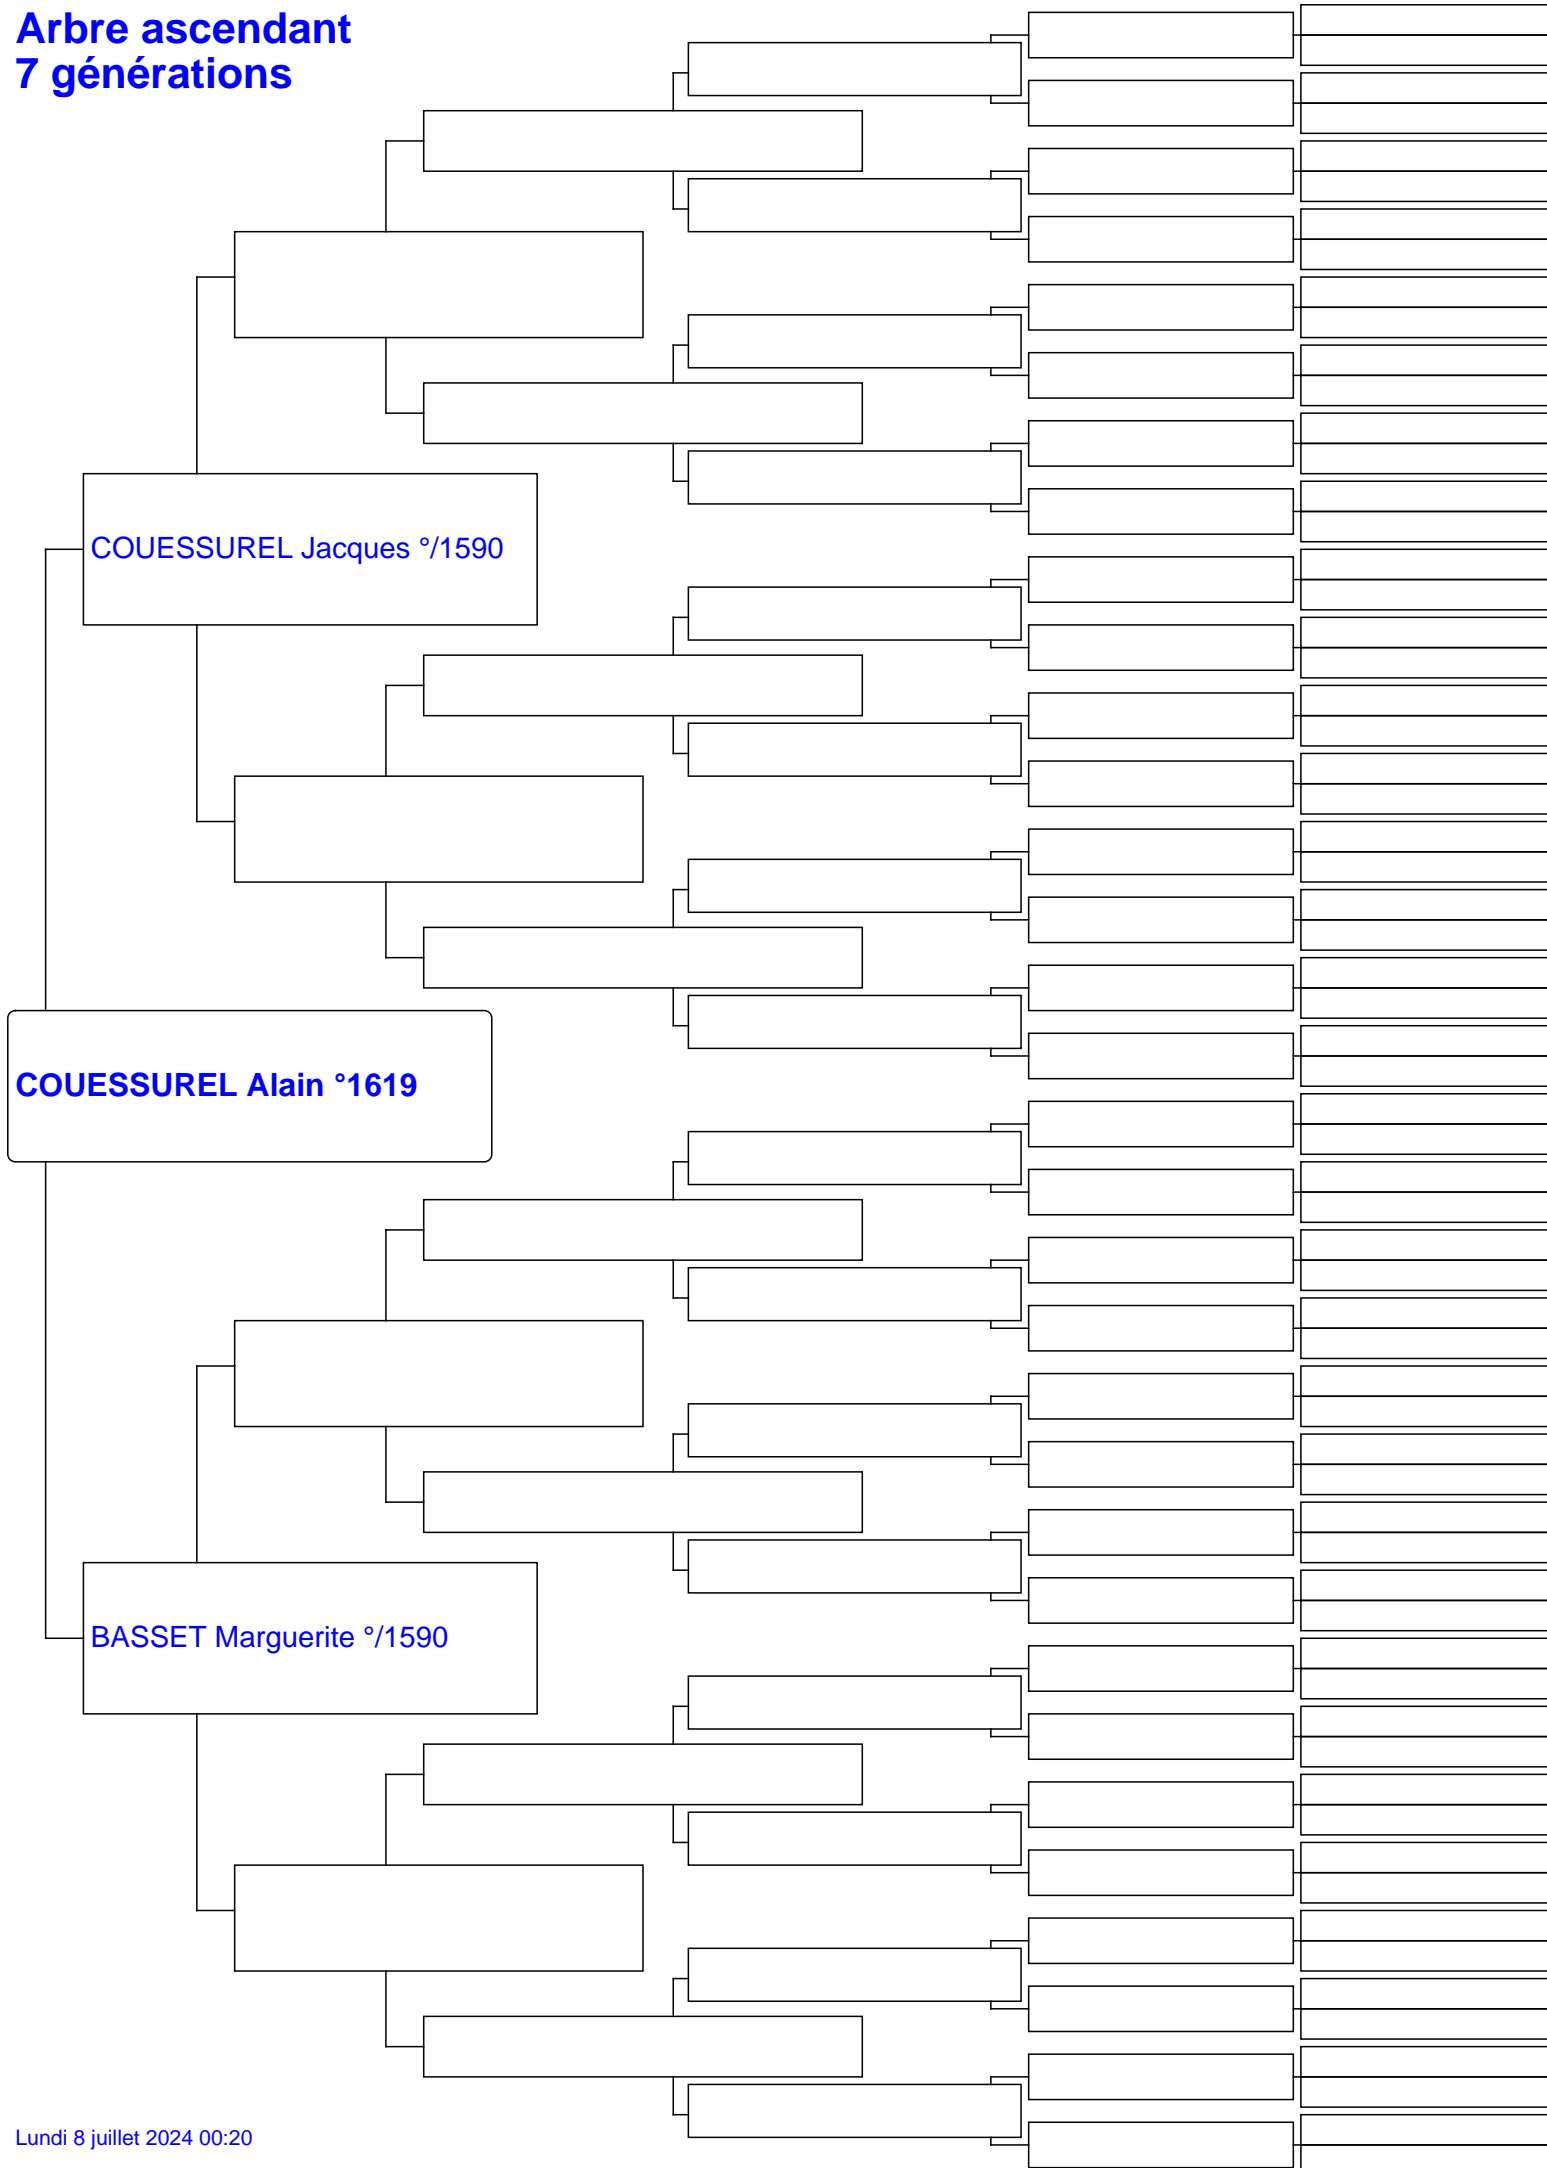 Arbre ascendant
7 générations
COUESSUREL Jacques °/1590
COUESSUREL Alain °1619
BASSET Marguerite °/1590
Lundi 8 juillet 2024 00:20